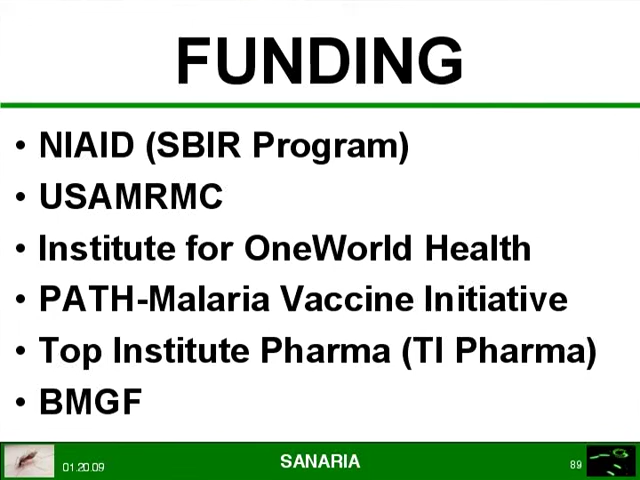 FUNDING
• NIAID (SBIR Program)
• USAMRMC
• Institute for OneWorld Health
• PATH-Malaria Vaccine Initiative
• Top Institute Pharma (TI Pharma)
• BMGF
01.20.09
SANARIA
89